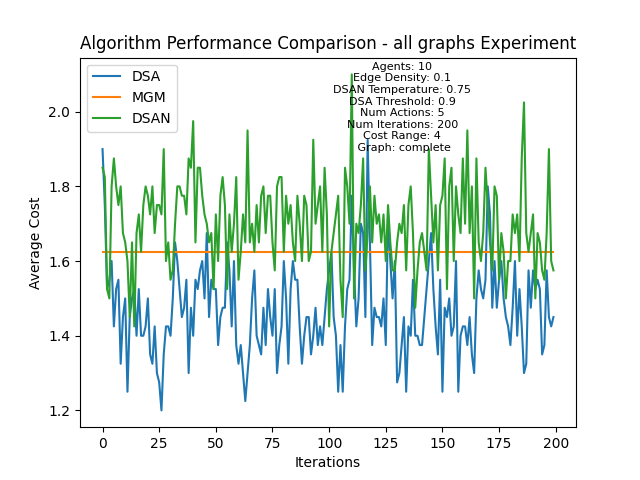 Algorithm Performance Comparison - all graphs Experiment
DSA
MGM
DSAN
Agents: 10
Edge Density: 0.1
DSAN Temperature: 0.75
DSA Threshold: 0.9
Num Actions: 5
Num Iterations: 200
Cost Range: 4
Graph: complete
Average Cost
2.0
1.8
1.6
1.4
1.2
0 25 50 75 100 125 150 175 200
Iterations